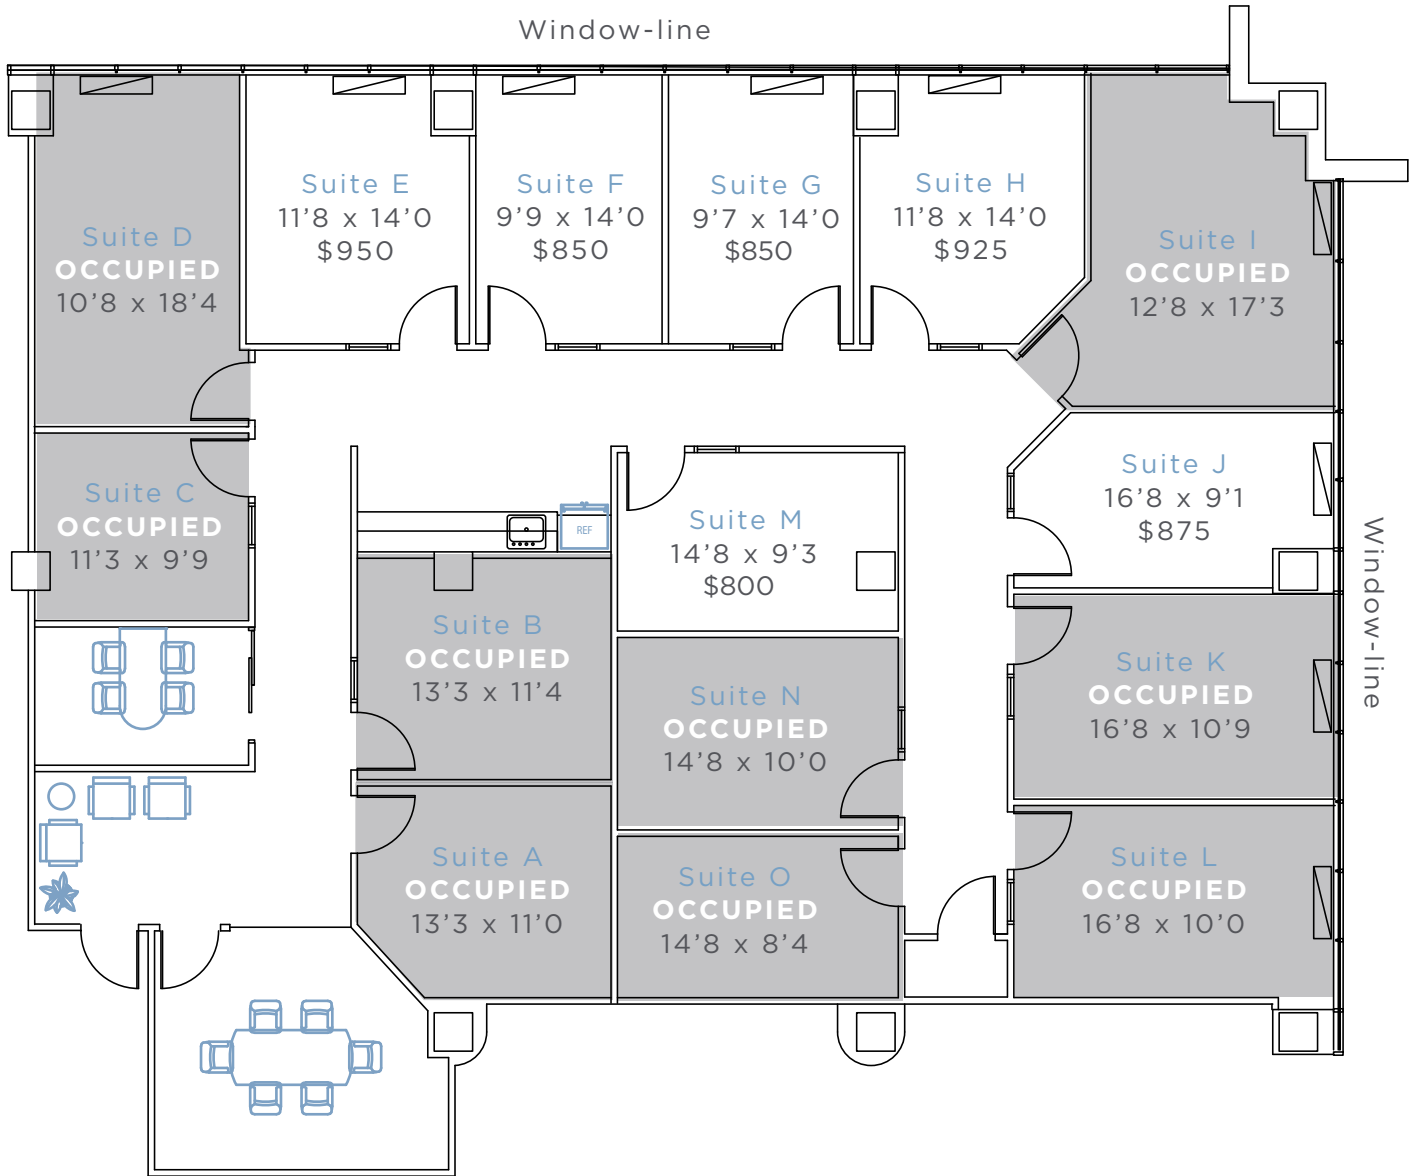 Window-line
Suite D
OCCUPIED
10'8 x 18'4
Suite E
11'8 x 14'0
$950
Suite F
9'9 x 14'0
$850
Suite G
9'7 x 14'0
$850
Suite H
11'8 x 14'0
$925
Suite I
OCCUPIED
12'8 x 17'3
Suite C
OCCUPIED
11'3 x 9'9
REF
Suite M
14'8 x 9'3
$800
Suite J
16'8 x 9'1
$875
Window-line
Suite B
OCCUPIED
13'3 x 11'4
Suite N
OCCUPIED
14'8 x 10'0
Suite K
OCCUPIED
16'8 x 10'9
Suite A
OCCUPIED
13'3 x 11'0
Suite O
OCCUPIED
14'8 x 8'4
Suite L
OCCUPIED
16'8 x 10'0